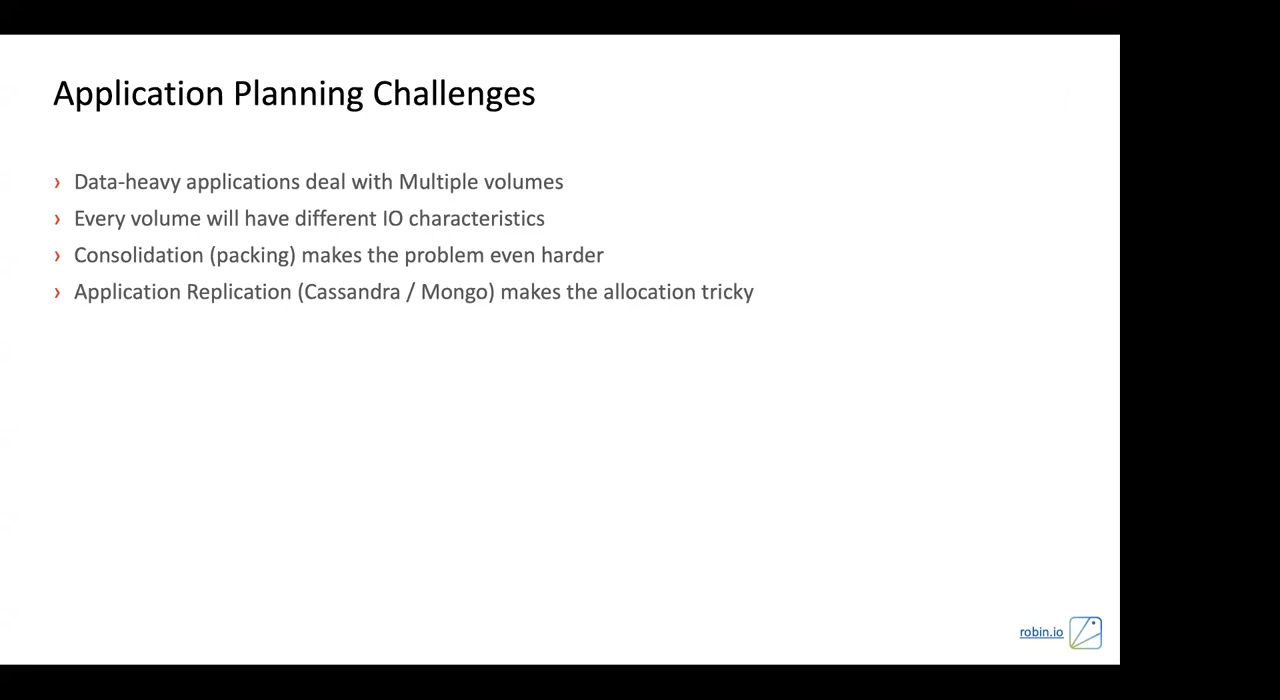 Application Planning Challenges
› Data-heavy applications deal with Multiple volumes
› Every volume will have different IO characteristics
› Consolidation (packing) makes the problem even harder
› Application Replication (Cassandra / Mongo) makes the allocation tricky
robin.io